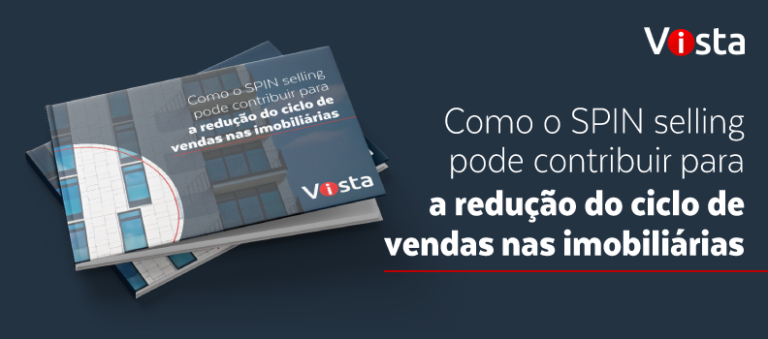 Vista
Como o SPIN selling
pode contribuir para
a redução do ciclo de
vendas nas imobiliárias
Vista
Como o SPIN selling
pode contribuir para
a redução do ciclo de
vendas nas imobiliárias